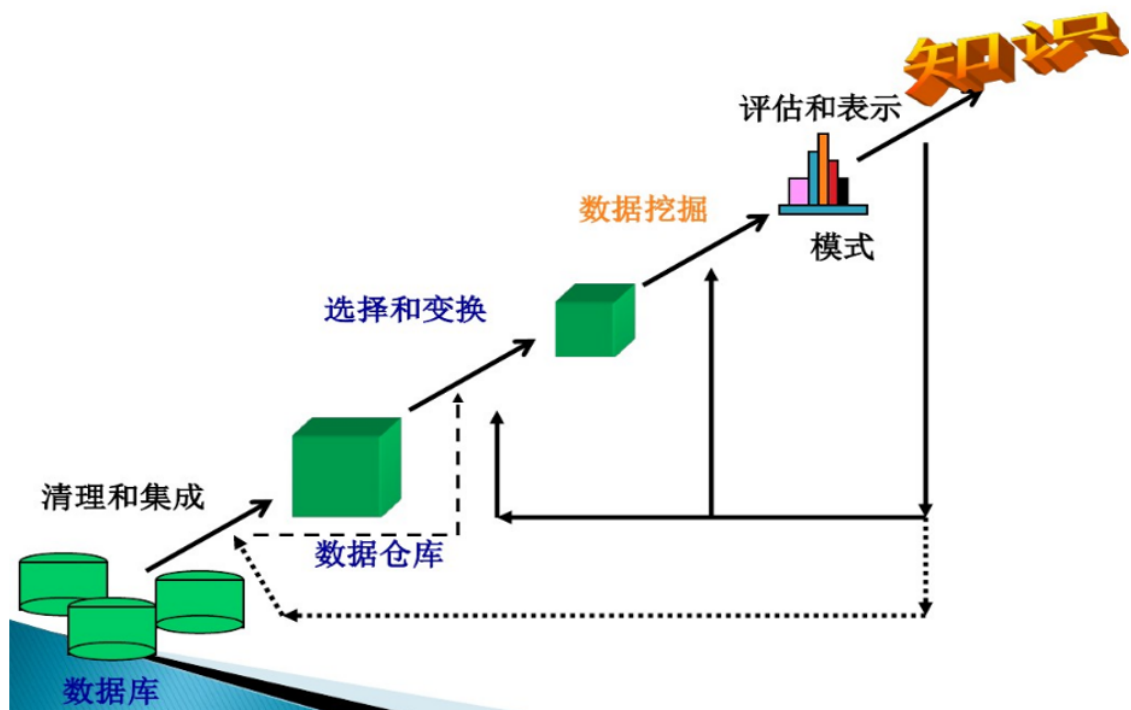 知识
评估和表示
数据挖掘
模式
选择和变换
清理和集成
数据仓库
数据库